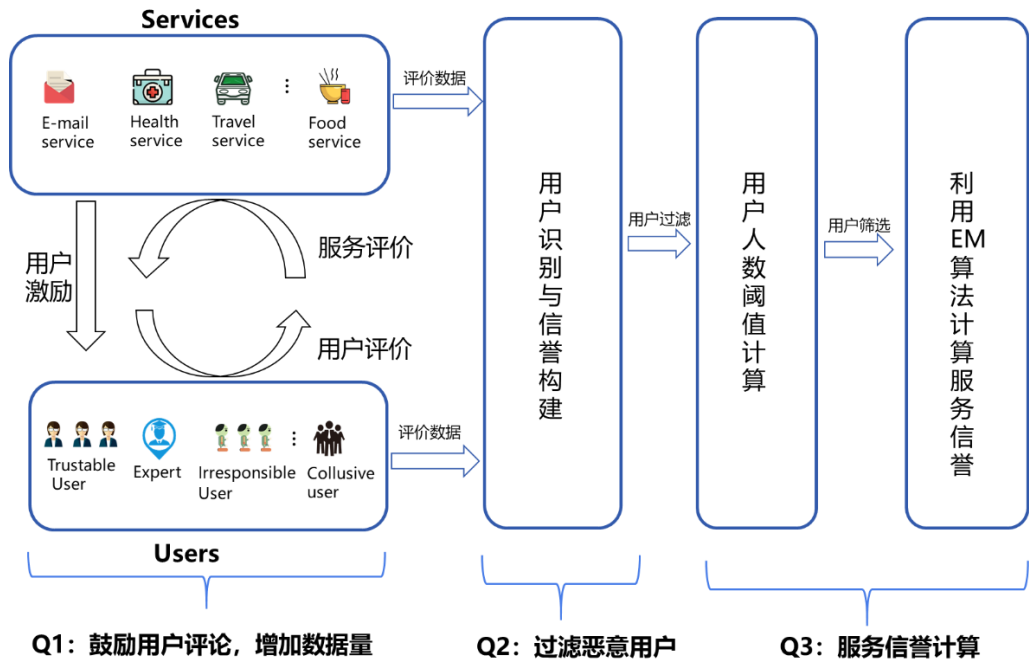 Services
E-mail
service
Health
service
Travel
service
⋮
Food
service
评价数据
用户
激励
服务评价
用户评价
Trustable
User
Expert
Irresponsible
User
⋮
Collusive
user
Users
评价数据
用户识别与信誉构建
用户过滤
用户人数阈值计算
用户筛选
利用EM算法计算服务信誉
Q1：鼓励用户评论，增加数据量
Q2：过滤恶意用户
Q3：服务信誉计算